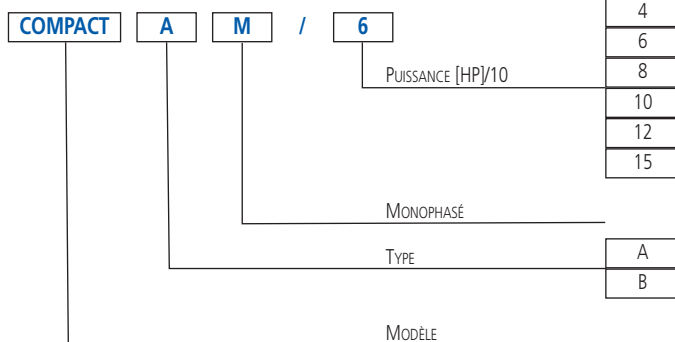 4
COMPACT A M / 6
6
Puissance [HP]/10
8
10
12
15
Monophasé
Type
A
B
Modèle